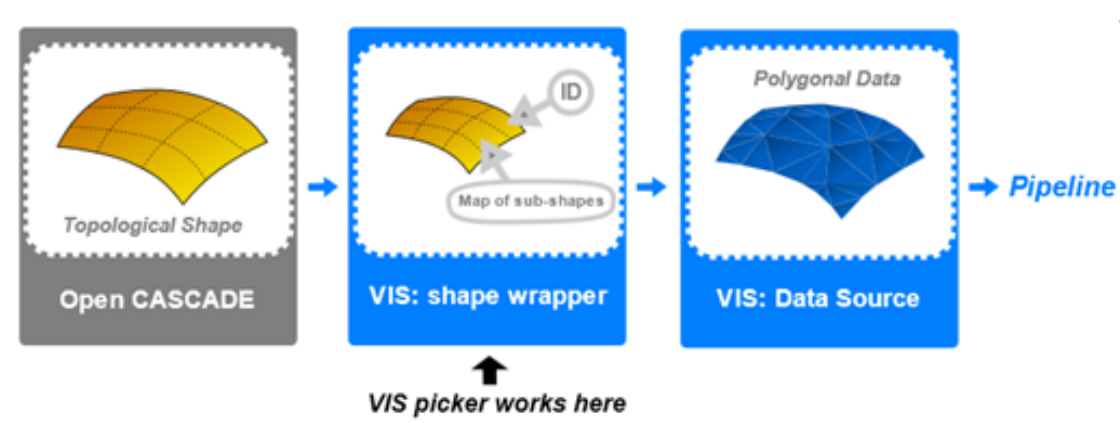 Topological Shape
Open CASCADE
ID
Map of sub-shapes
VIS: shape wrapper
VIS picker works here
Polygonal Data
VIS: Data Source
Pipeline